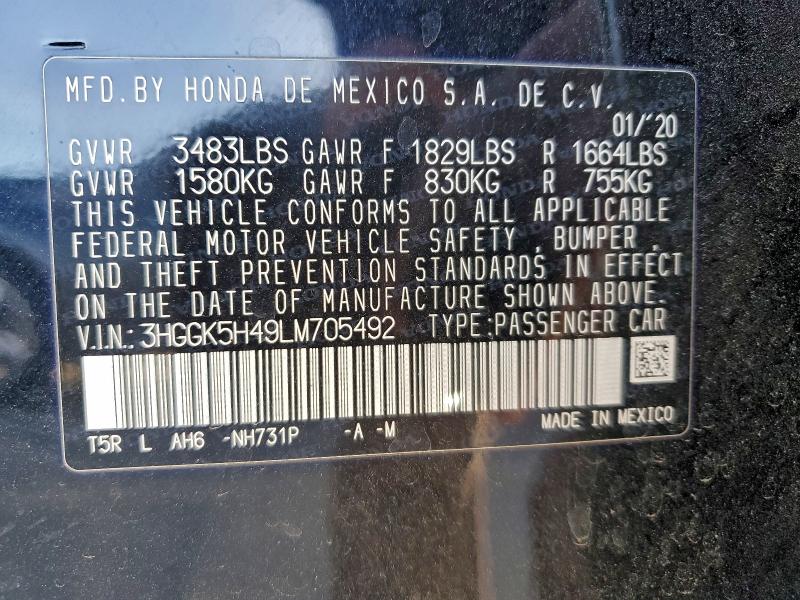 MFD. BY HONDA DE MEXICO S.A. DE C.V.
01/'20
GVWR 3483LBS GAWR F 1829LBS R 1664LBS
GVWR 1580KG GAWR F 830KG R 755KG
THIS VEHICLE CONFORMS TO ALL APPLICABLE
FEDERAL MOTOR VEHICLE SAFETY , BUMPER ,
AND THEFT PREVENTION STANDARDS IN EFFECT
ON THE DATE OF MANUFACTURE SHOWN ABOVE.
V.I.N.: 3HGGK5H49LM705492 TYPE:PASSENGER CAR
MADE IN MEXICO
T5R L AH6 -NH731P -A -M